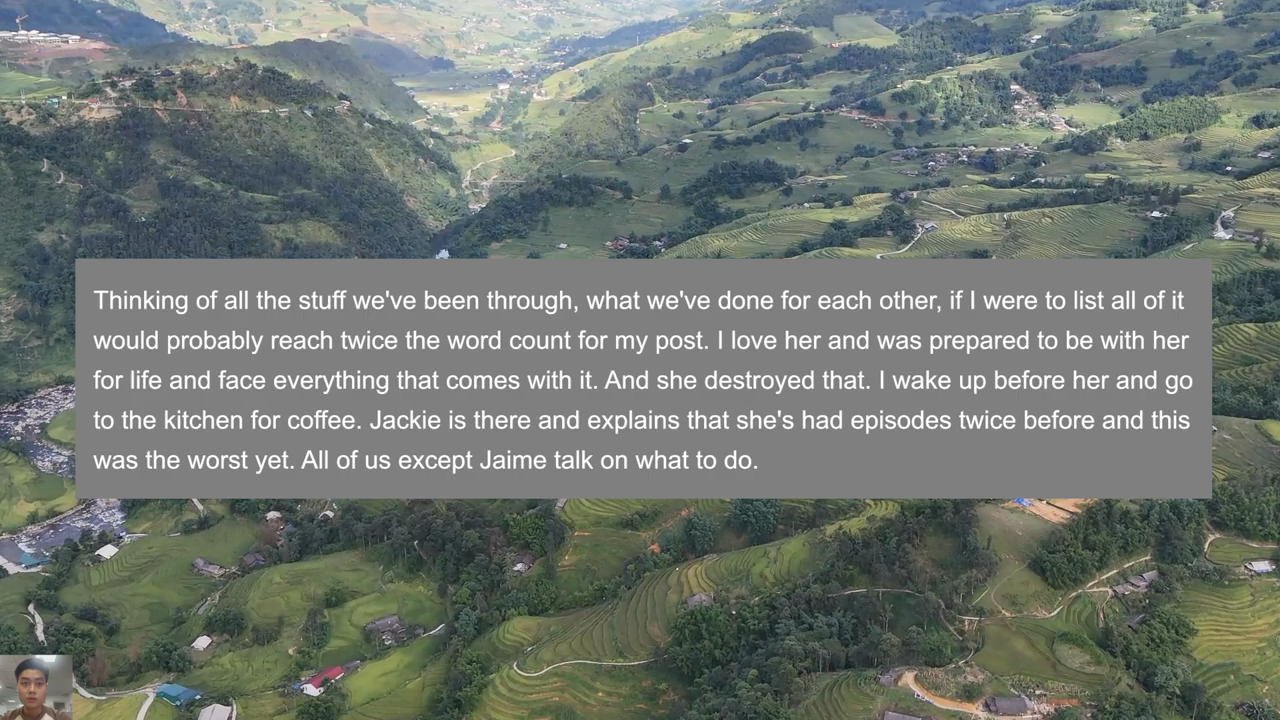 Thinking of all the stuff we've been through, what we've done for each other, if I were to list all of it
would probably reach twice the word count for my post. I love her and was prepared to be with her
for life and face everything that comes with it. And she destroyed that. I wake up before her and go
to the kitchen for coffee. Jackie is there and explains that she's had episodes twice before and this
was the worst yet. All of us except Jaime talk on what to do.